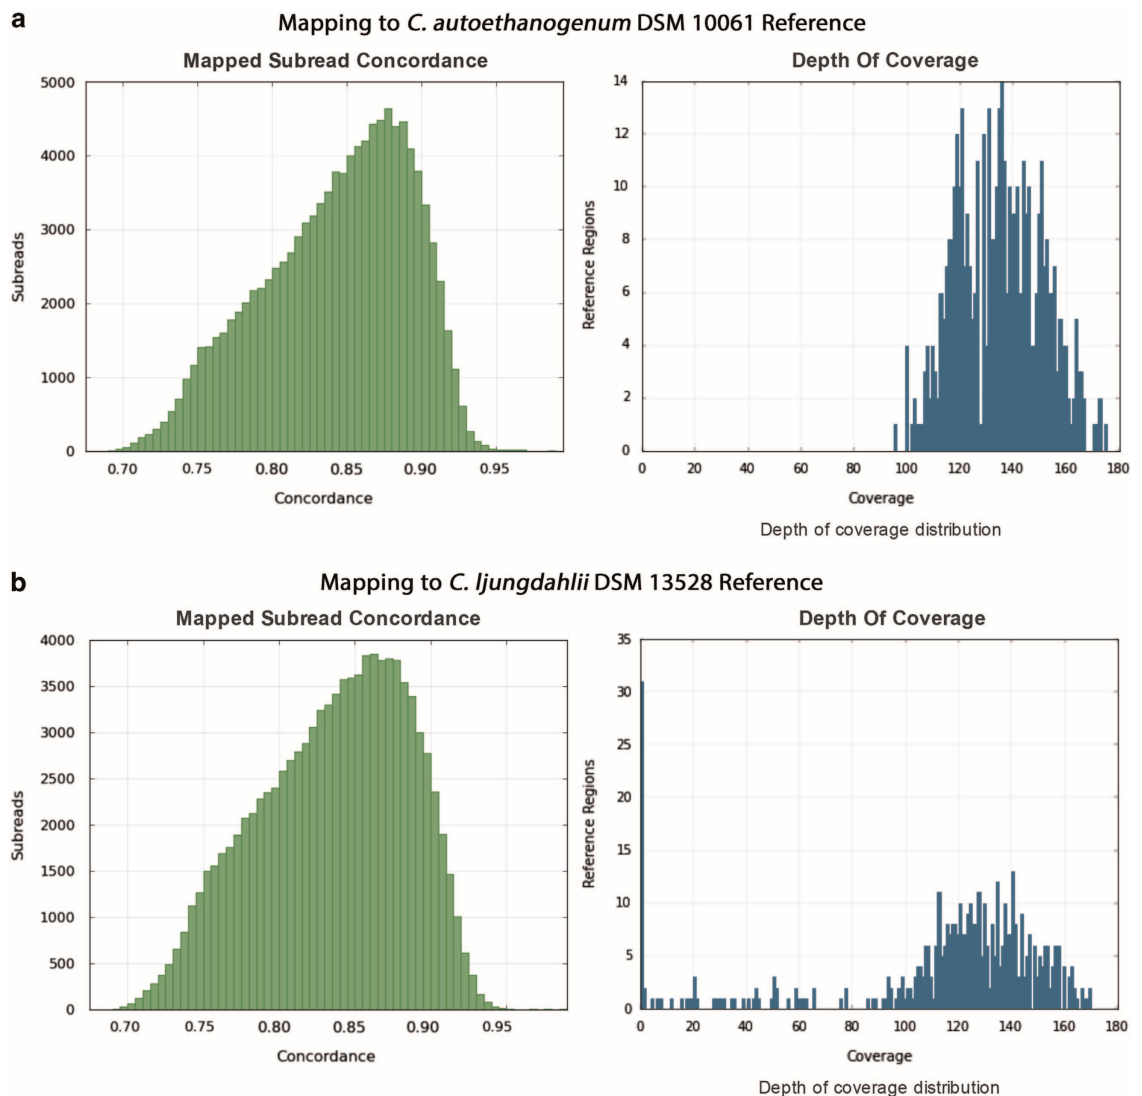 a
Mapping to C. autoethanogenum DSM 10061 Reference
Mapped Subread Concordance
5000
4000
3000
2000
1000
0
Subreads
0.70 0.75 0.80 0.85 0.90 0.95
Concordance
Depth Of Coverage
14
12
10
8
6
4
2
0
Reference Regions
0 20 40 60 80 100 120 140 160 180
Coverage
Depth of coverage distribution
b
Mapping to C. ljungdahlii DSM 13528 Reference
Mapped Subread Concordance
4000
3500
3000
2500
2000
1500
1000
500
0
Subreads
0.70 0.75 0.80 0.85 0.90 0.95
Concordance
Depth Of Coverage
35
30
25
20
15
10
5
0
Reference Regions
0 20 40 60 80 100 120 140 160 180
Coverage
Depth of coverage distribution